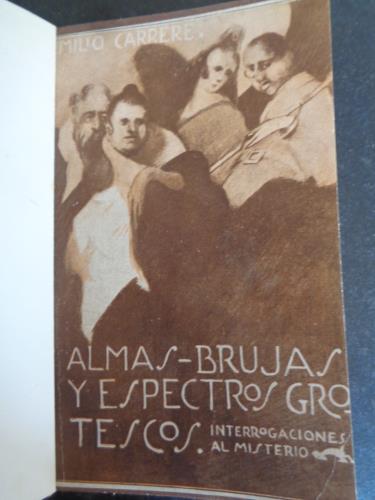 MILIO CARRERE.
ALMAS-BRUJAS
Y ESPECTROS GRO-
TESCOS. INTERROGACIONES
AL MISTERIO